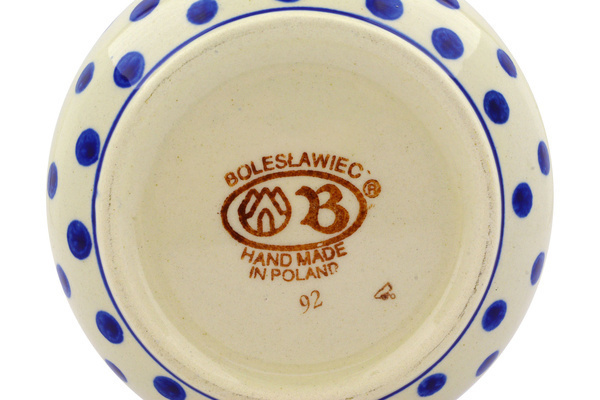 BOLESŁAWIEC
B ®
HAND MADE
IN POLAND
92